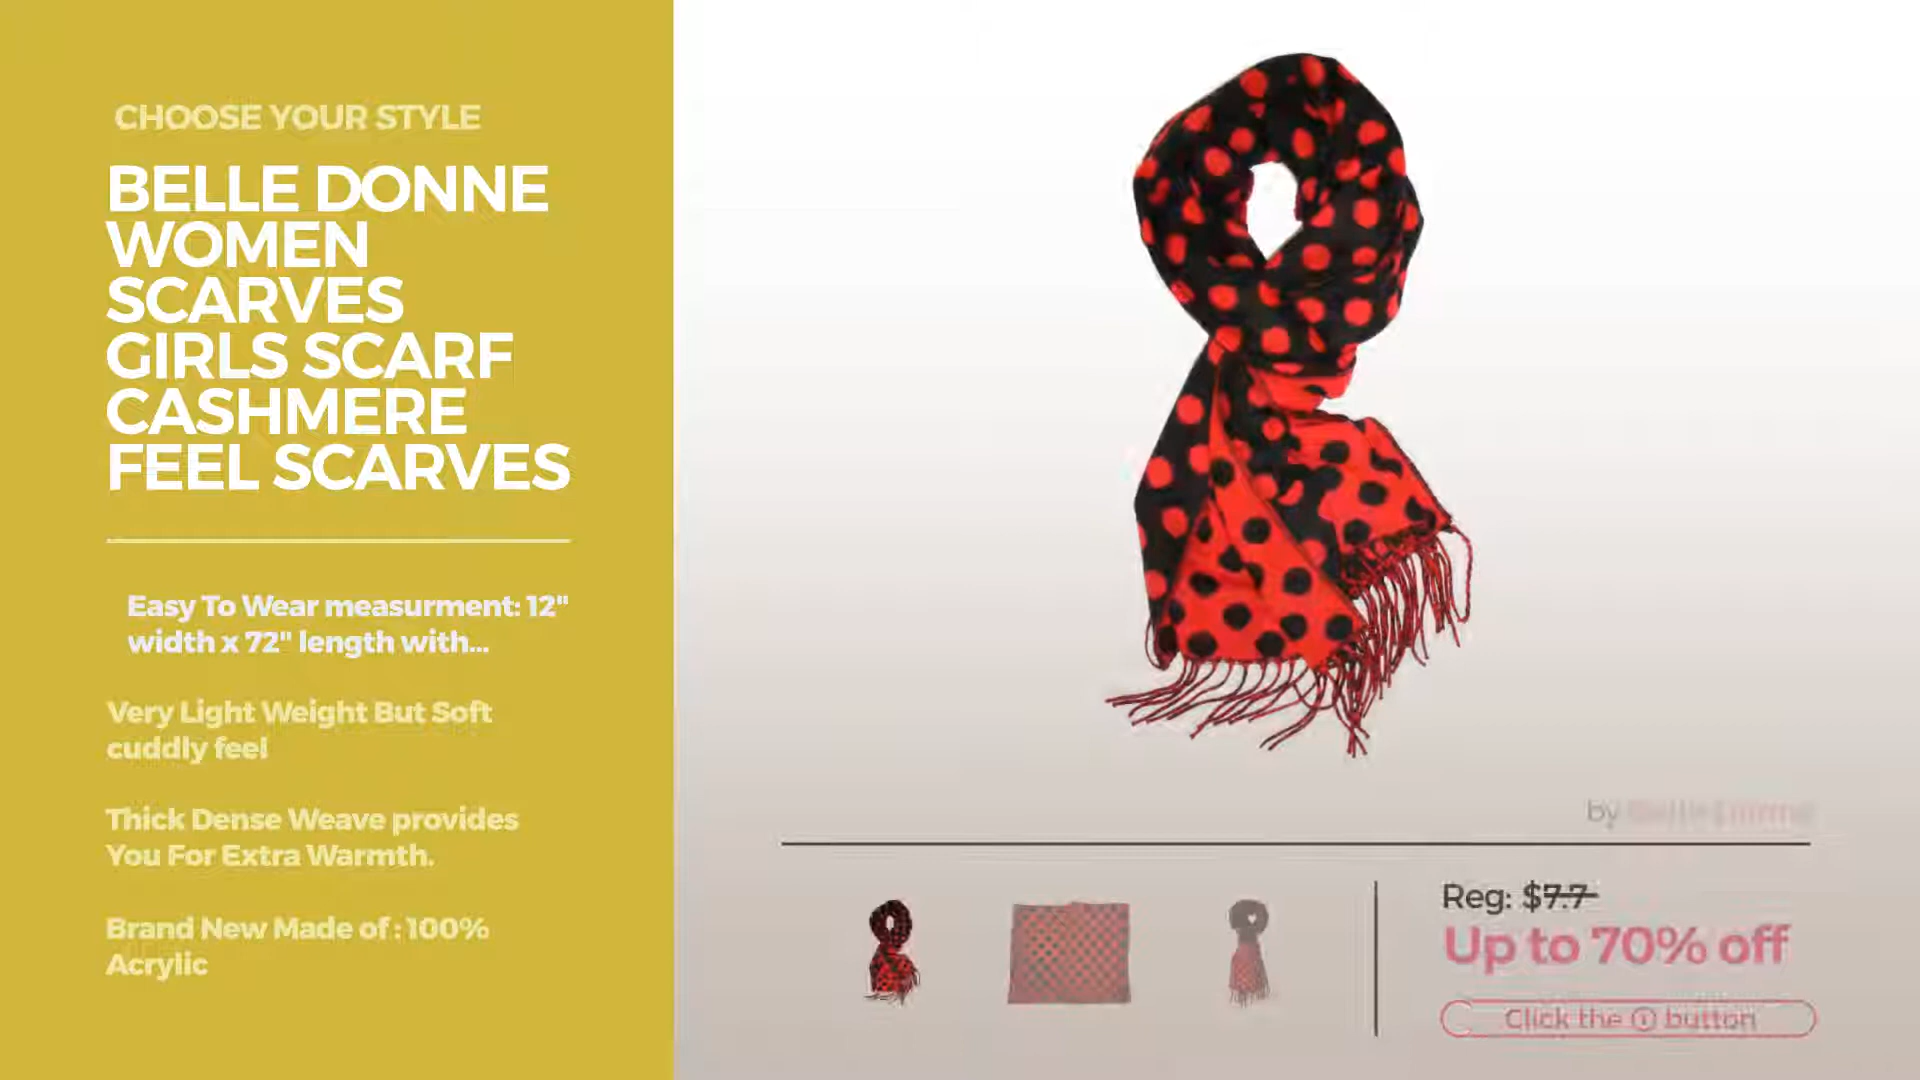 CHOOSE YOUR STYLE
BELLE DONNE
WOMEN
SCARVES
GIRLS SCARF
CASHMERE
FEEL SCARVES
Easy To Wear measurment: 12"
width x 72" length with...
Very Light Weight But Soft
cuddly feel
Thick Dense Weave provides
You For Extra Warmth.
Brand New Made of : 100%
Acrylic
by Belle Donne
Reg: $7.7
Up to 70% off
Click the ⓘ button